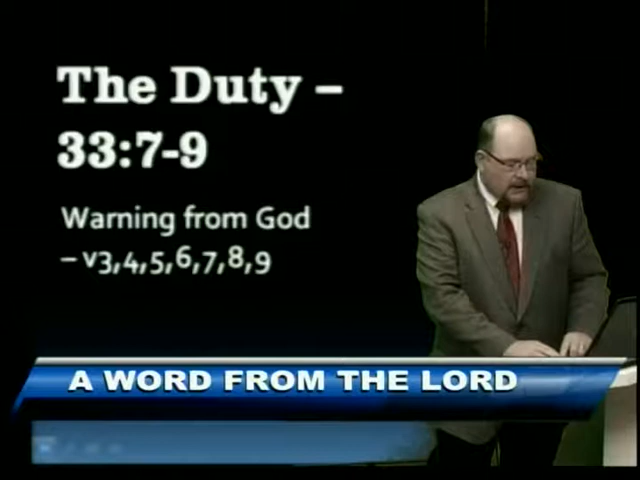 The Duty –
33:7-9
Warning from God
– v3,4,5,6,7,8,9
A WORD FROM THE LORD